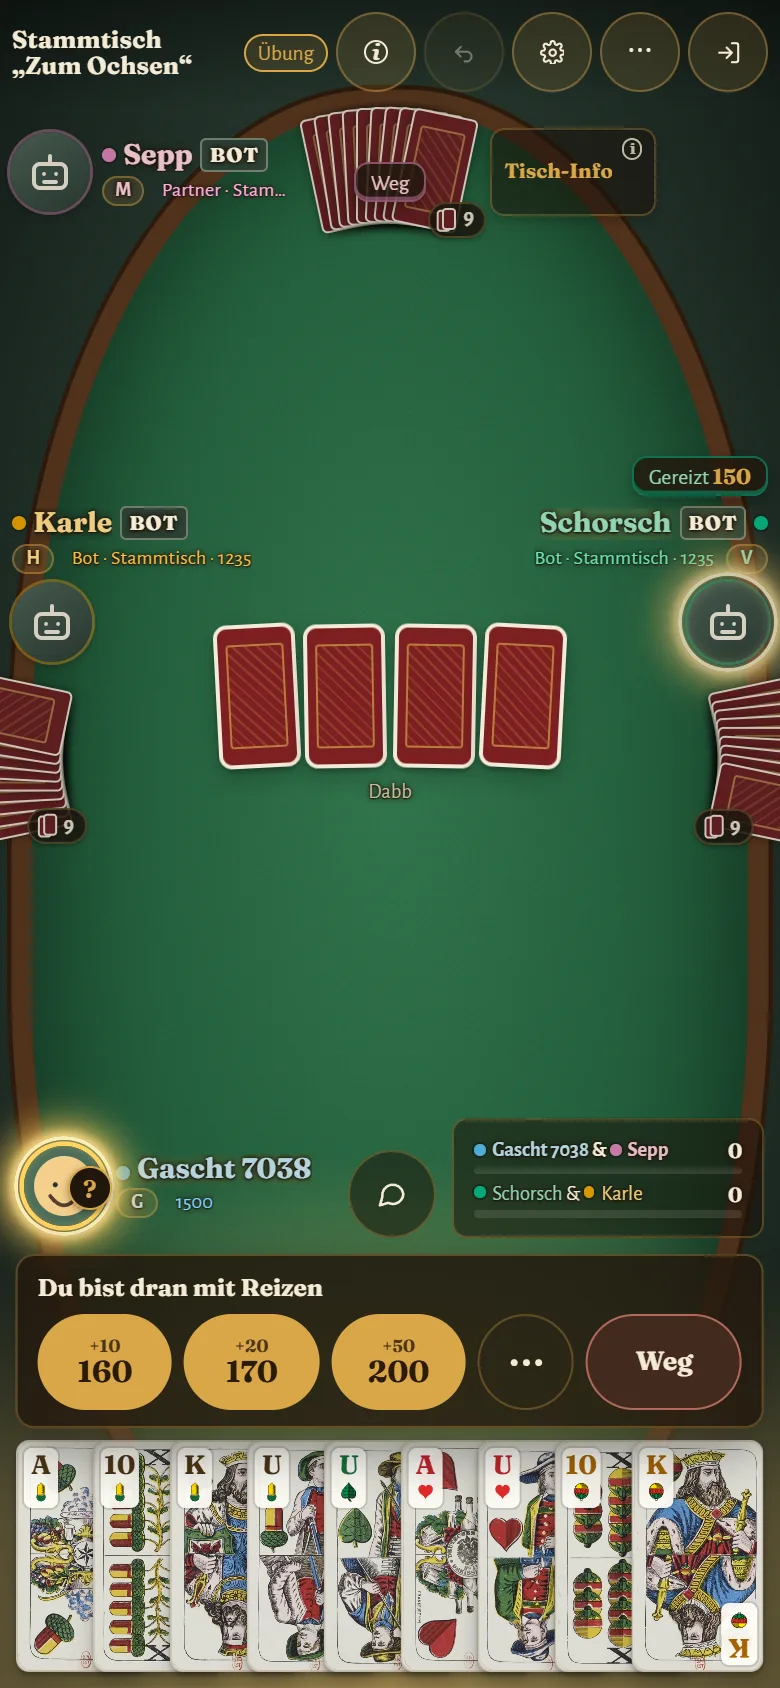 Stammtisch
„Zum Ochsen“
Übung
Sepp BOT
M Partner · Stam...
Weg
9
Tisch-Info
Gereizt 150
Karle BOT
H Bot · Stammtisch · 1235
Schorsch BOT
Bot · Stammtisch · 1235 V
9
9
Dabb
?
Gascht 7038
G 1500
Gascht 7038 & Sepp 0
Schorsch & Karle 0
Du bist dran mit Reizen
+10
160
+20
170
+50
200
Weg
A 10 K U U A U 10 K
K